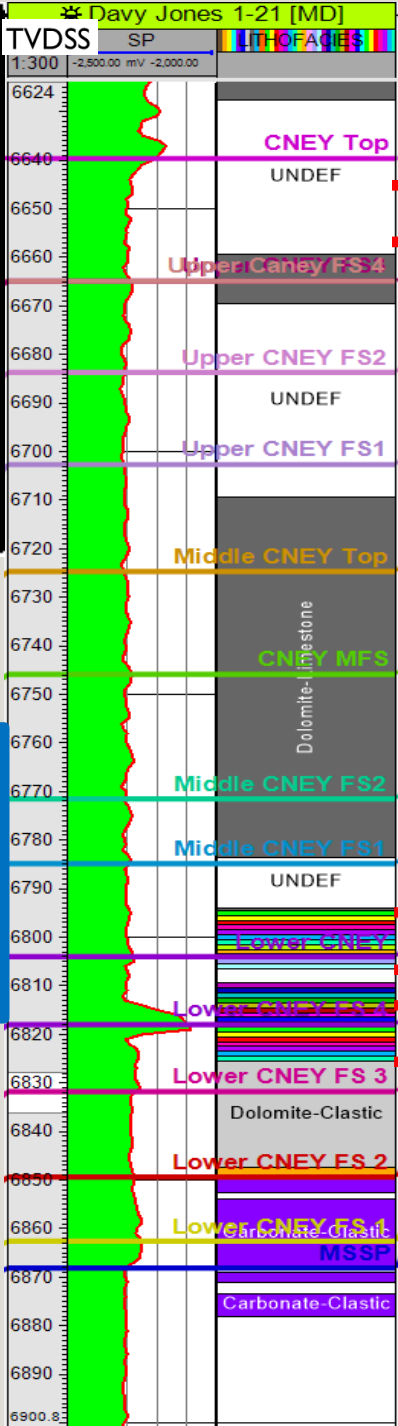 Davy Jones 1-21 [MD]
TVDSS
SP
LITHOFACIES
1:300
-2,500.00 mV -2,000.00
6624
6640
CNEY Top
UNDEF
6650
6660
Upper Caney FS4
6670
6680
Upper CNEY FS2
6690
UNDEF
6700
Upper CNEY FS1
6710
6720
Middle CNEY Top
6730
6740
Dolomite-Limestone
CNEY MFS
6750
6760
6770
Middle CNEY FS2
6780
Middle CNEY FS1
6790
UNDEF
6800
Lower CNEY
6810
Lower CNEY FS 4
6820
6830
Lower CNEY FS 3
Dolomite-Clastic
6840
Lower CNEY FS 2
6850
6860
Lower CNEY FS 1
Carbonate-Clastic
MSSP
6870
Carbonate-Clastic
6880
6890
6900.8